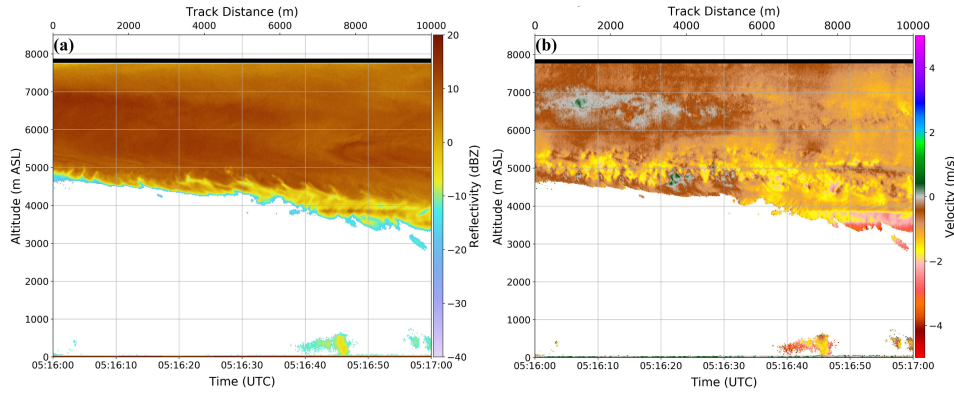 Track Distance (m)
0 2000 4000 6000 8000 10000
(a)
8000
7000
6000
5000
4000
3000
2000
1000
0
Altitude (m ASL)
05:16:00 05:16:10 05:16:20 05:16:30 05:16:40 05:16:50 05:17:00
Time (UTC)
20
10
0
−10
−20
−30
−40
Reflectivity (dBZ)
Track Distance (m)
0 2000 4000 6000 8000 10000
(b)
8000
7000
6000
5000
4000
3000
2000
1000
0
Altitude (m ASL)
05:16:00 05:16:10 05:16:20 05:16:30 05:16:40 05:16:50 05:17:00
Time (UTC)
4
2
0
−2
−4
Velocity (m/s)